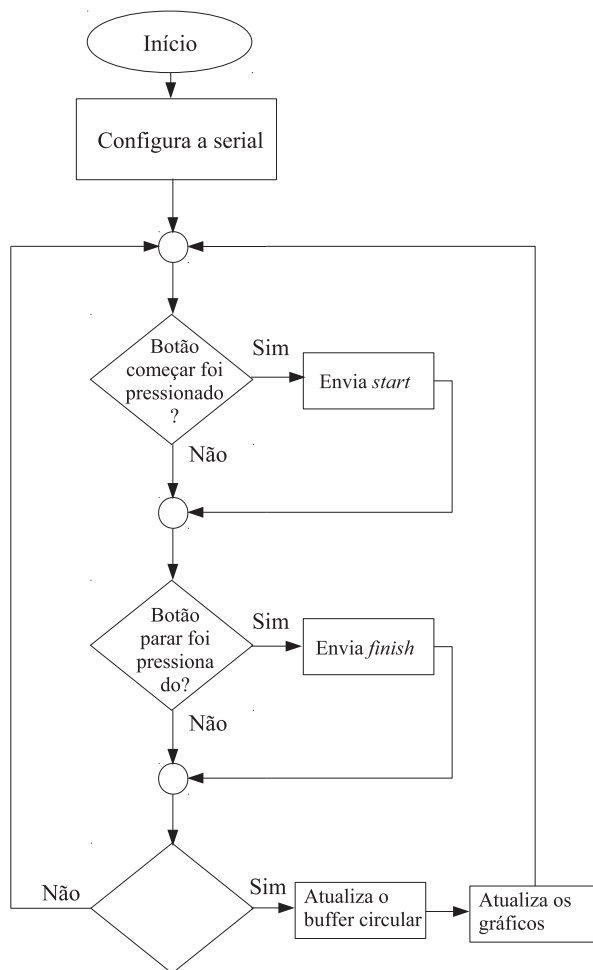 Início
Configura a serial
Botão
começar foi
pressionado
?
Sim
Envia start
Não
Botão
parar foi
pressiona
do?
Sim
Envia finish
Não
Não
Sim
Atualiza o
buffer circular
Atualiza os
gráficos